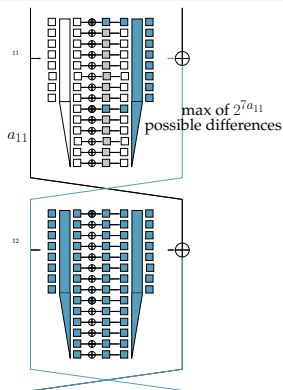 11
max of 2^{7a_{11}}
possible differences
a_{11}
12